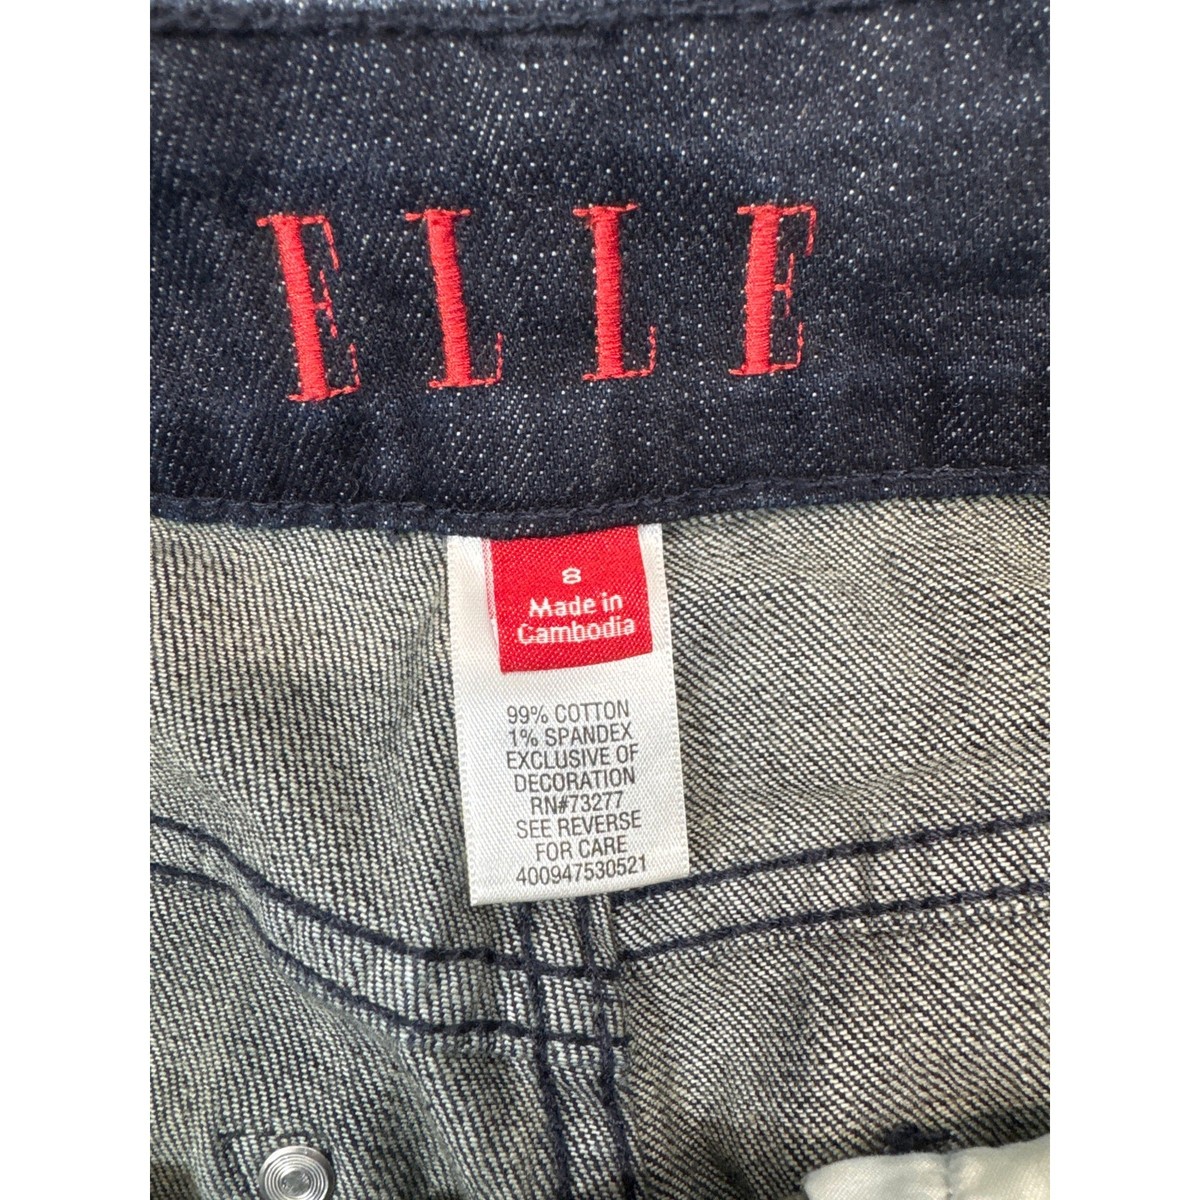 ELLE
8
Made in
Cambodia
99% COTTON
1% SPANDEX
EXCLUSIVE OF
DECORATION
RN#73277
SEE REVERSE
FOR CARE
400947530521